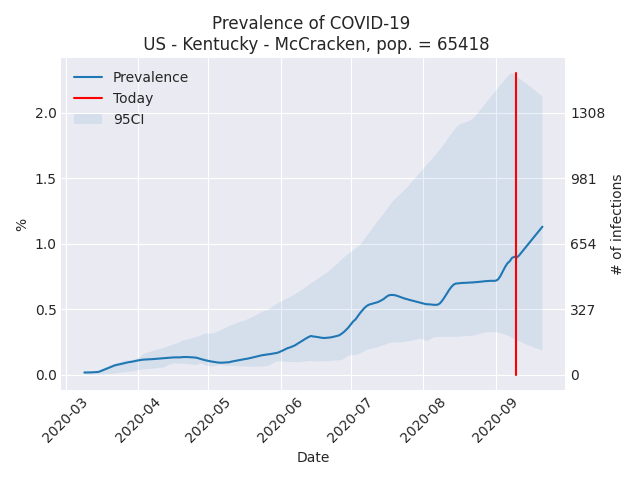 Prevalence of COVID-19
US - Kentucky - McCracken, pop. = 65418
Prevalence
Today
95CI
2.0
1.5
1.0
0.5
0.0
%
1308
981
654
327
0
# of infections
2020-03
2020-04
2020-05
2020-06
2020-07
2020-08
2020-09
Date